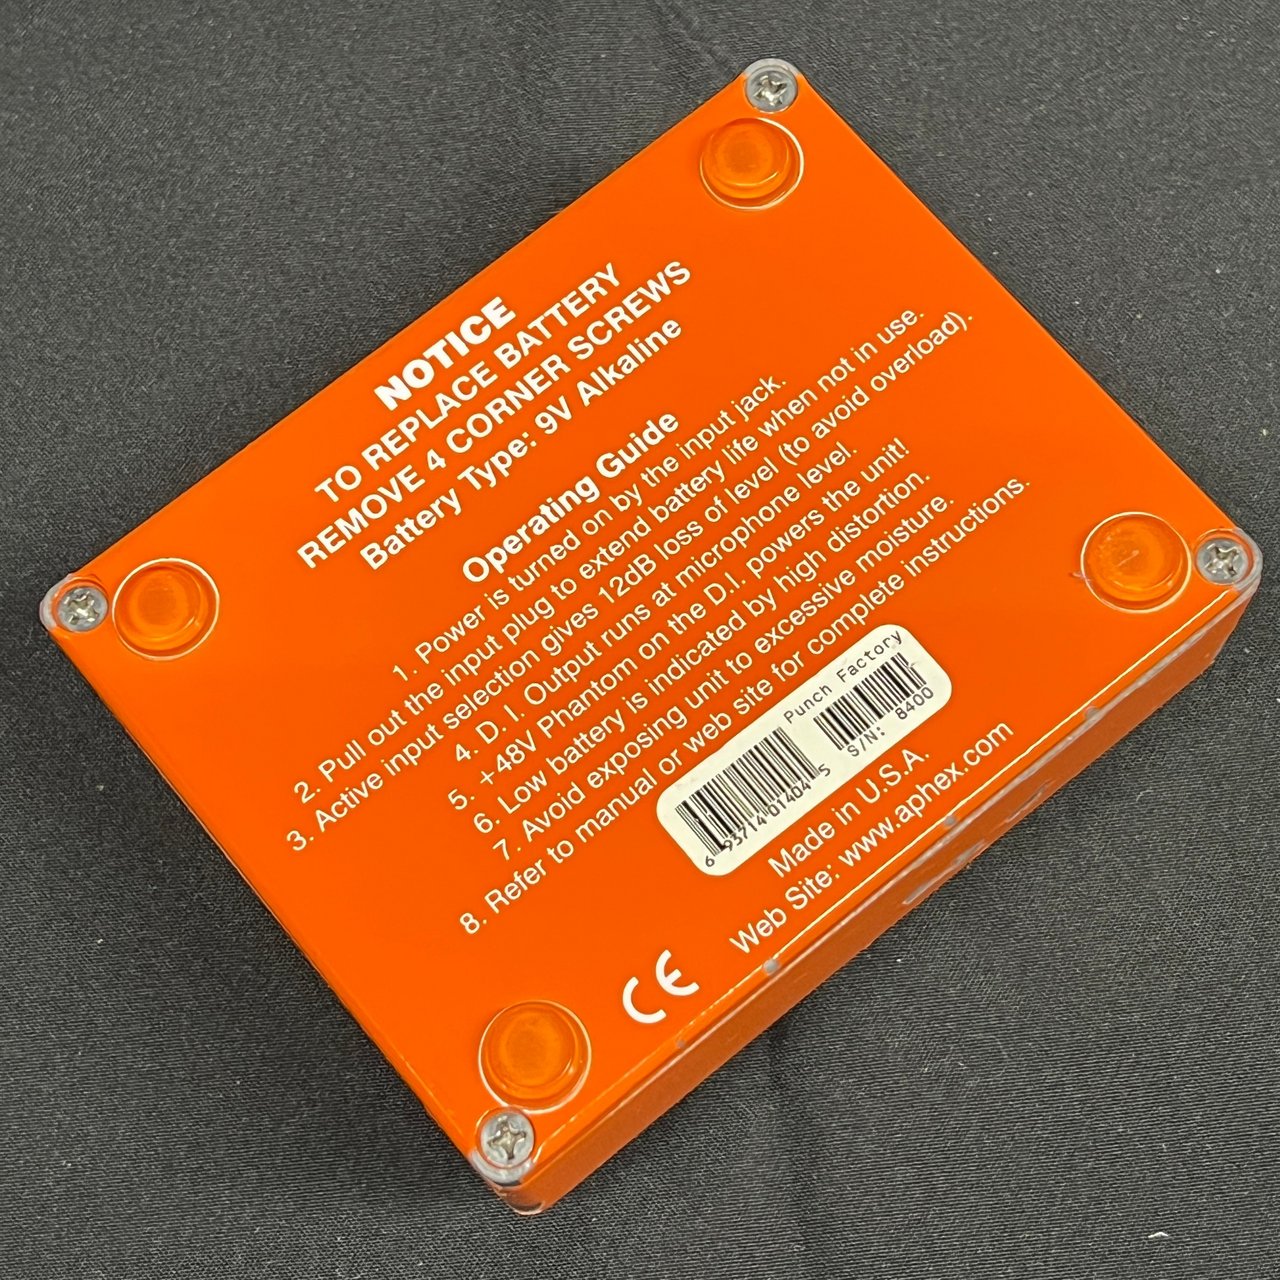 NOTICE
TO REPLACE BATTERY
REMOVE 4 CORNER SCREWS
Battery Type: 9V Alkaline
Operating Guide
1. Power is turned on by the input jack.
2. Pull out the input plug to extend battery life when not in use.
3. Active input selection gives 12dB loss of level (to avoid overload).
4. D. I. Output runs at microphone level.
5. +48V Phantom on the D.I. powers the unit!
6. Low battery is indicated by high distortion.
7. Avoid exposing unit to excessive moisture.
8. Refer to manual or web site for complete instructions.
Punch Factory
6 93714 01404 5
S/N: 8400
Made in U.S.A.
Web Site: www.aphex.com
CE